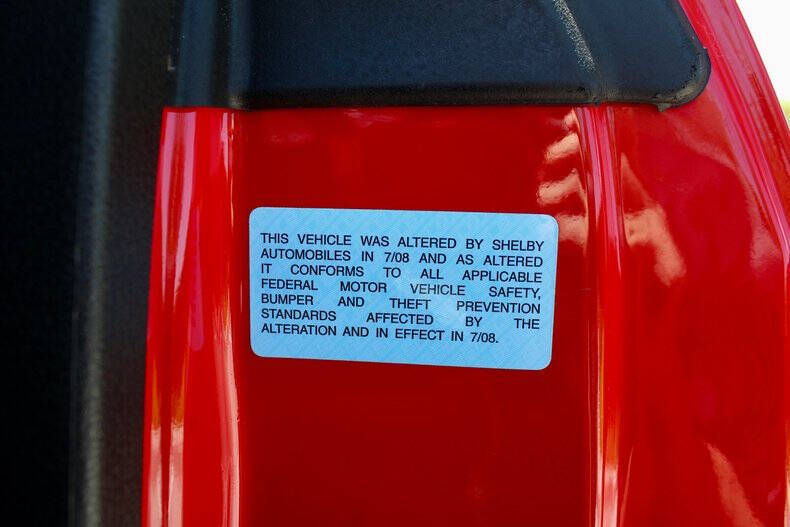 THIS VEHICLE WAS ALTERED BY SHELBY
AUTOMOBILES IN 7/08 AND AS ALTERED
IT CONFORMS TO ALL APPLICABLE
FEDERAL MOTOR VEHICLE SAFETY,
BUMPER AND THEFT PREVENTION
STANDARDS AFFECTED BY THE
ALTERATION AND IN EFFECT IN 7/08.